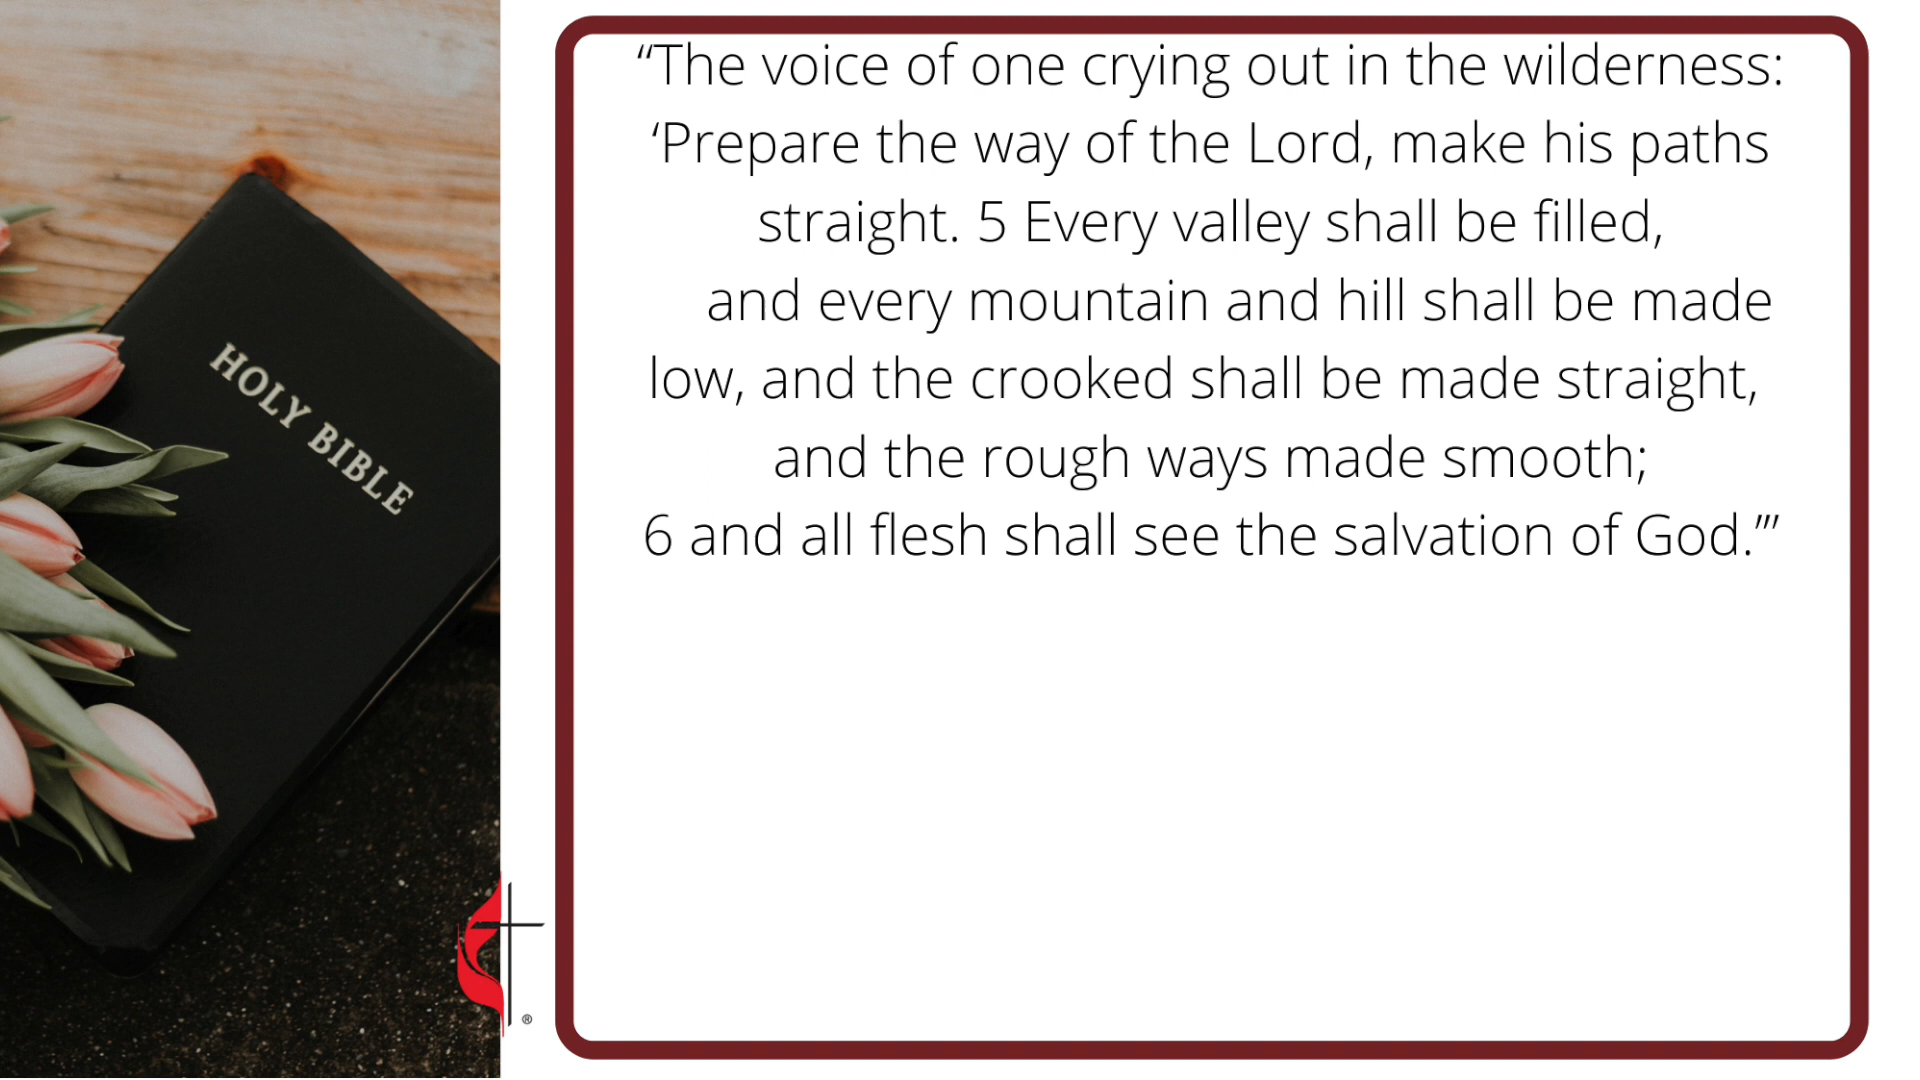 “The voice of one crying out in the wilderness:
‘Prepare the way of the Lord, make his paths
straight. 5 Every valley shall be filled,
and every mountain and hill shall be made
low, and the crooked shall be made straight,
and the rough ways made smooth;
6 and all flesh shall see the salvation of God.”’
HOLY BIBLE
®